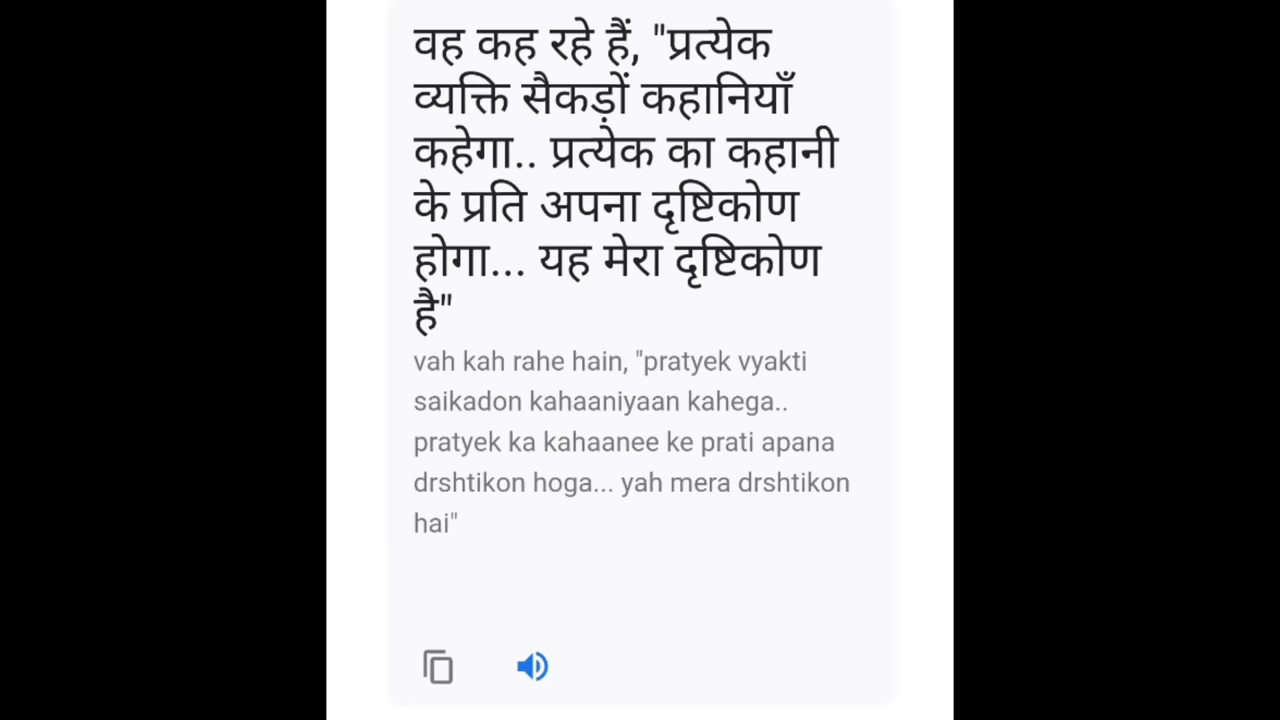 वह कह रहे हैं, "प्रत्येक
व्यक्ति सैकड़ों कहानियाँ
कहेगा.. प्रत्येक का कहानी
के प्रति अपना दृष्टिकोण
होगा... यह मेरा दृष्टिकोण
है"
vah kah rahe hain, "pratyek vyakti
saikadon kahaaniyaan kahega..
pratyek ka kahaanee ke prati apana
drshtikon hoga... yah mera drshtikon
hai"